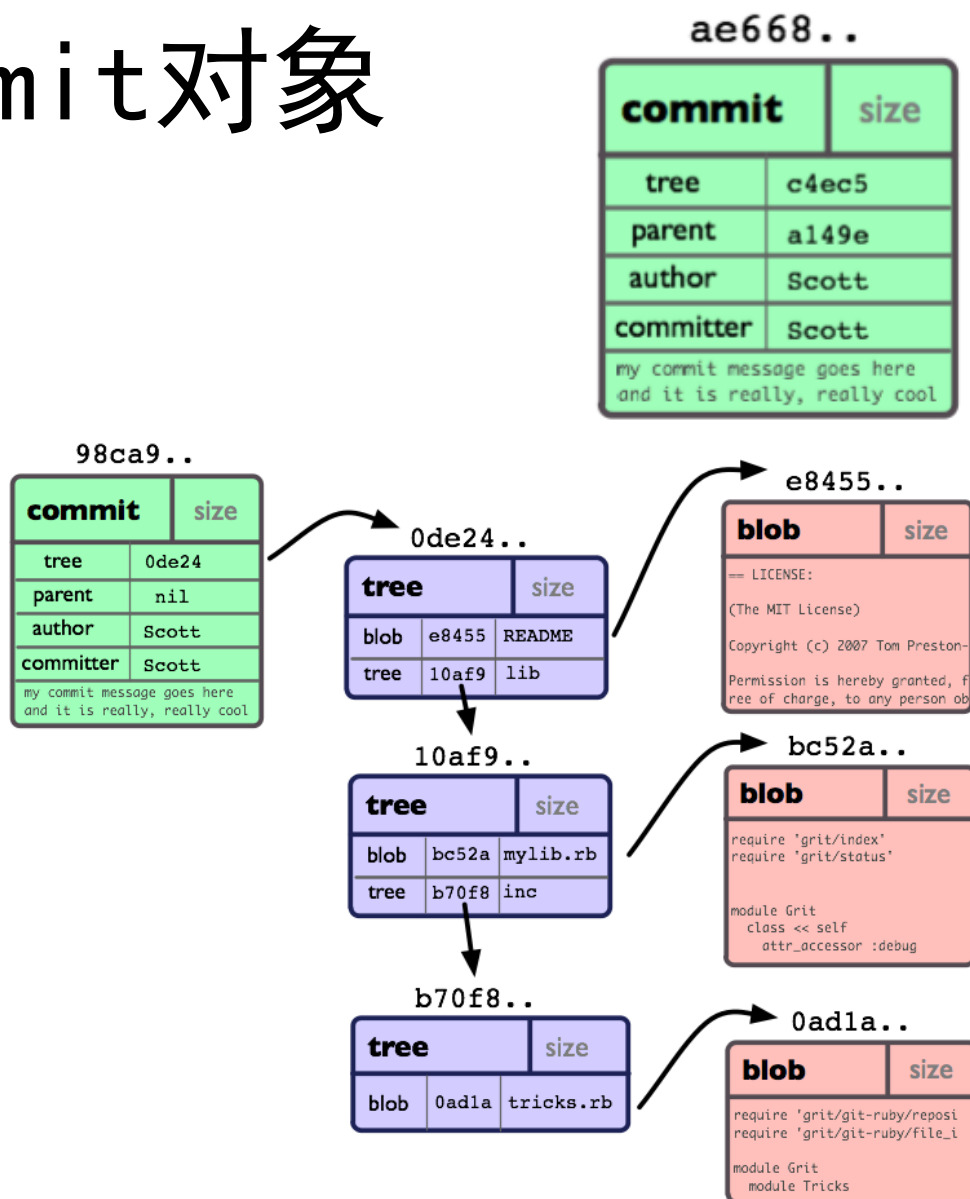 mit对象
ae668..
commit size
tree c4ec5
parent a149e
author Scott
committer Scott
my commit message goes here
and it is really, really cool
98ca9..
commit size
tree 0de24
parent nil
author Scott
committer Scott
my commit message goes here
and it is really, really cool
0de24..
tree size
blob e8455 README
tree 10af9 lib
e8455..
blob size
== LICENSE:
(The MIT License)
Copyright (c) 2007 Tom Preston-
Permission is hereby granted, f
ree of charge, to any person ob
10af9..
tree size
blob bc52a mylib.rb
tree b70f8 inc
bc52a..
blob size
require 'grit/index'
require 'grit/status'
module Grit
class << self
attr_accessor :debug
b70f8..
tree size
blob 0ad1a tricks.rb
0ad1a..
blob size
require 'grit/git-ruby/reposi
require 'grit/git-ruby/file_i
module Grit
module Tricks